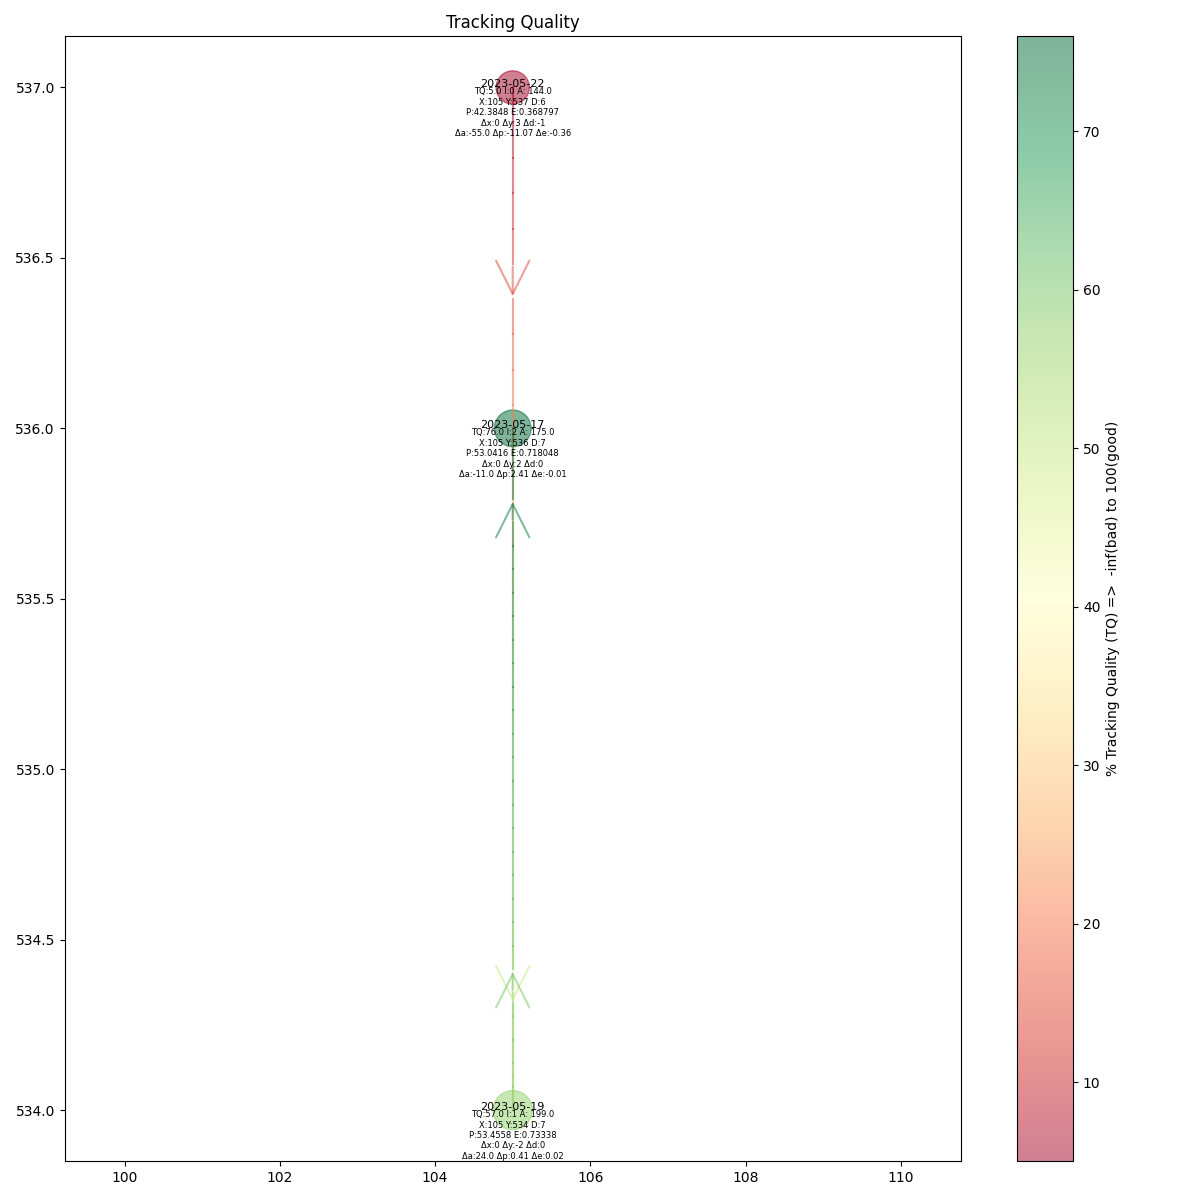 Tracking Quality
537.0
536.5
536.0
535.5
535.0
534.5
534.0
2023-05-22
TQ:5.0 I:0 A: 144.0
X:105 Y:537 D:6
P:42.3848 E:0.368797
Δx:0 Δy:3 Δd:-1
Δa:-55.0 Δp:-11.07 Δe:-0.36
2023-05-17
TQ:76.0 I:2 A: 175.0
X:105 Y:536 D:7
P:53.0416 E:0.718048
Δx:0 Δy:2 Δd:0
Δa:-11.0 Δp:2.41 Δe:-0.01
2023-05-19
TQ:57.0 I:1 A: 199.0
X:105 Y:534 D:7
P:53.4558 E:0.73338
Δx:0 Δy:-2 Δd:0
Δa:24.0 Δp:0.41 Δe:0.02
100 102 104 106 108 110
70
60
50
40
30
20
10
% Tracking Quality (TQ) => -inf(bad) to 100(good)